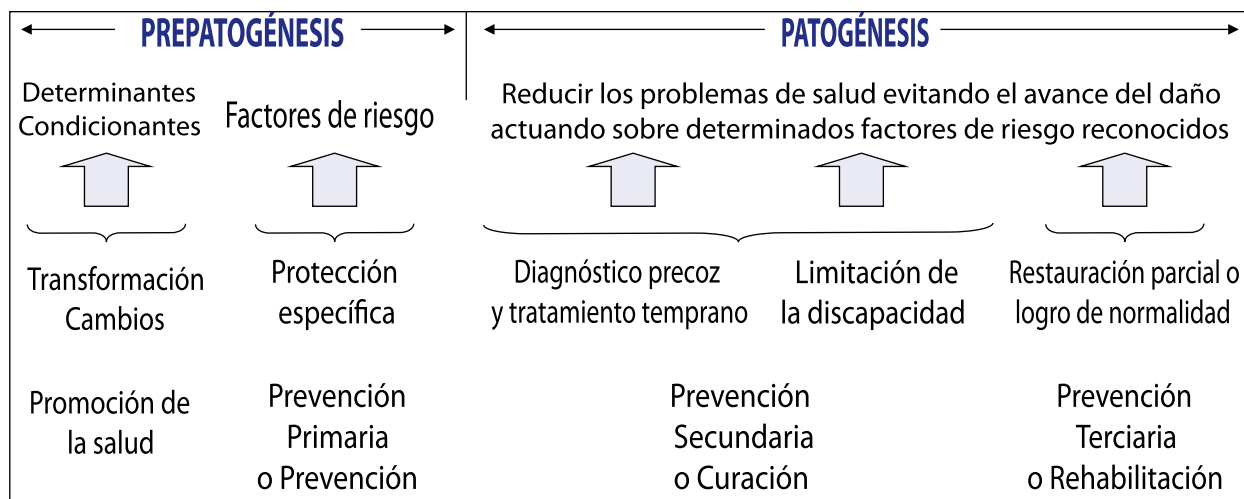 PREPATOGÉNESIS
PATOGÉNESIS
Determinantes
Condicionantes
Factores de riesgo
Reducir los problemas de salud evitando el avance del daño
actuando sobre determinados factores de riesgo reconocidos
Transformación
Cambios
Protección
específica
Diagnóstico precoz
y tratamiento temprano
Limitación de
la discapacidad
Restauración parcial o
logro de normalidad
Promoción de
la salud
Prevención
Primaria
o Prevención
Prevención
Secundaria
o Curación
Prevención
Terciaria
o Rehabilitación